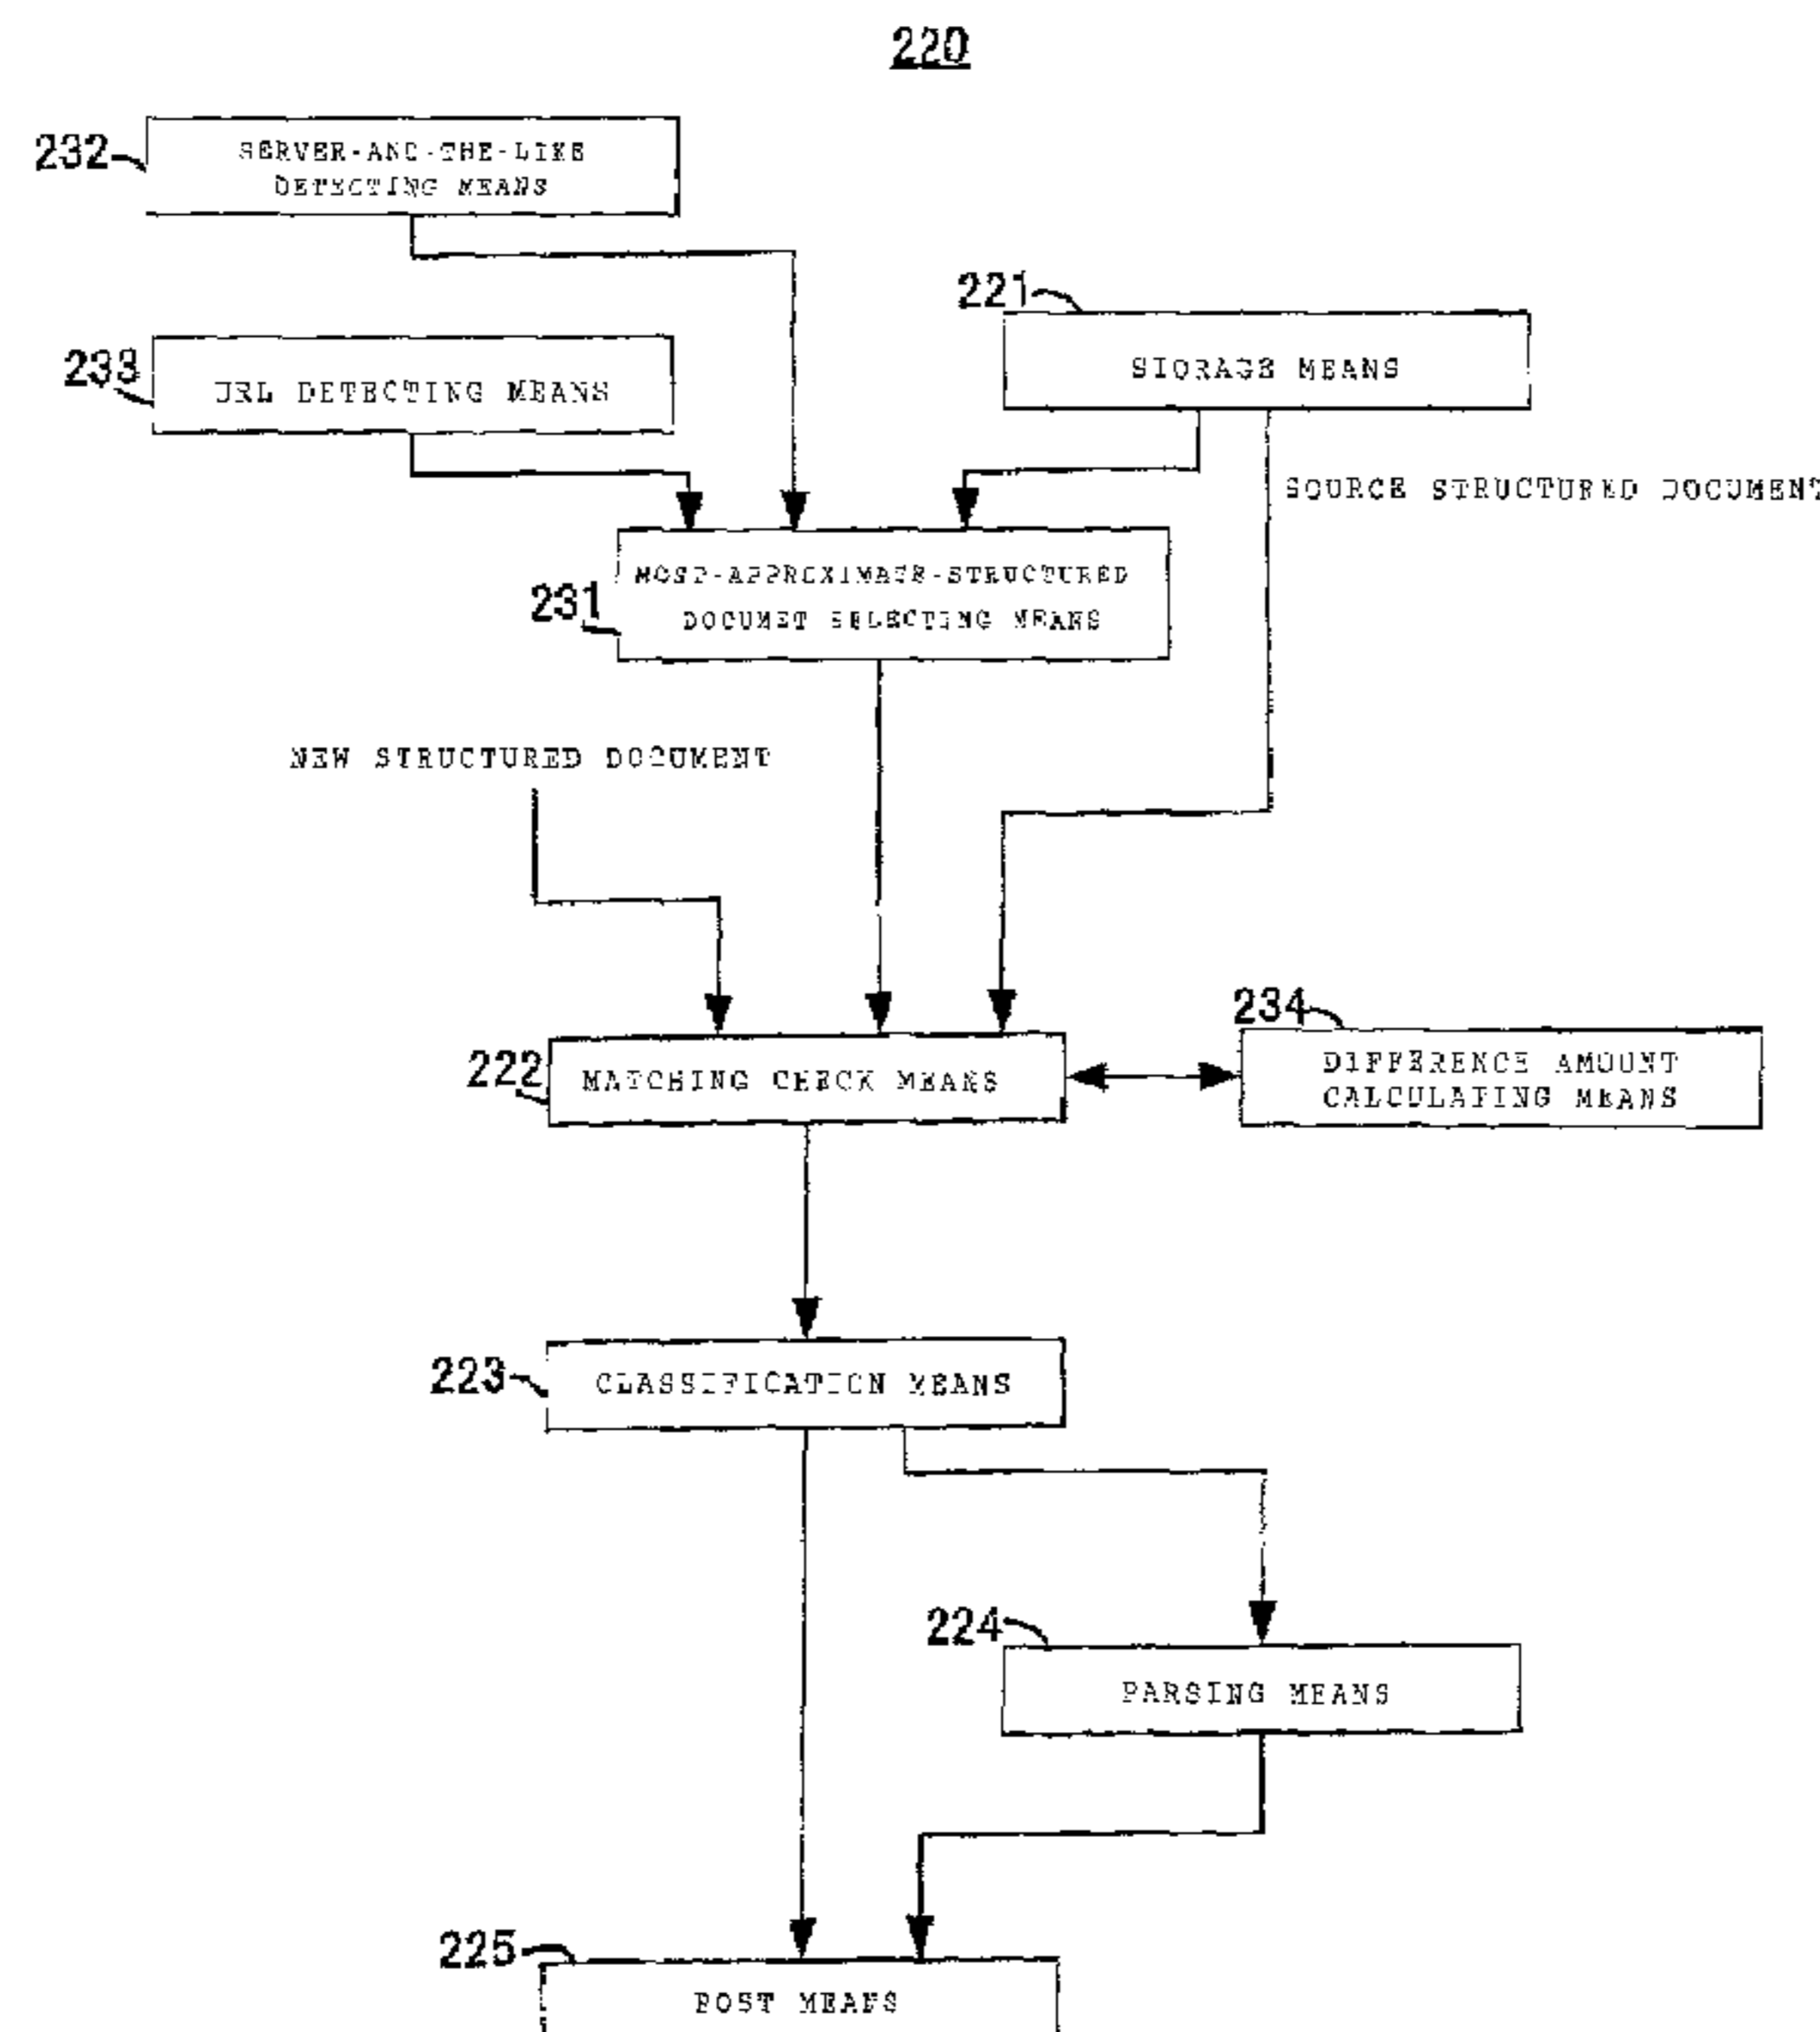 220
232
SERVER-AND-THE-LIKE
DETECTING MEANS
221
STORAGE MEANS
233
URL DETECTING MEANS
SOURCE STRUCTURED DOCUMENT
MOST-APPROXIMATE-STRUCTURED
DOCUMET SELECTING MEANS
231
NEW STRUCTURED DOCUMENT
234
DIFFERENCE AMOUNT
CALCULATING MEANS
222
MATCHING CHECK MEANS
223
CLASSIFICATION MEANS
224
PARSING MEANS
225
POST MEANS